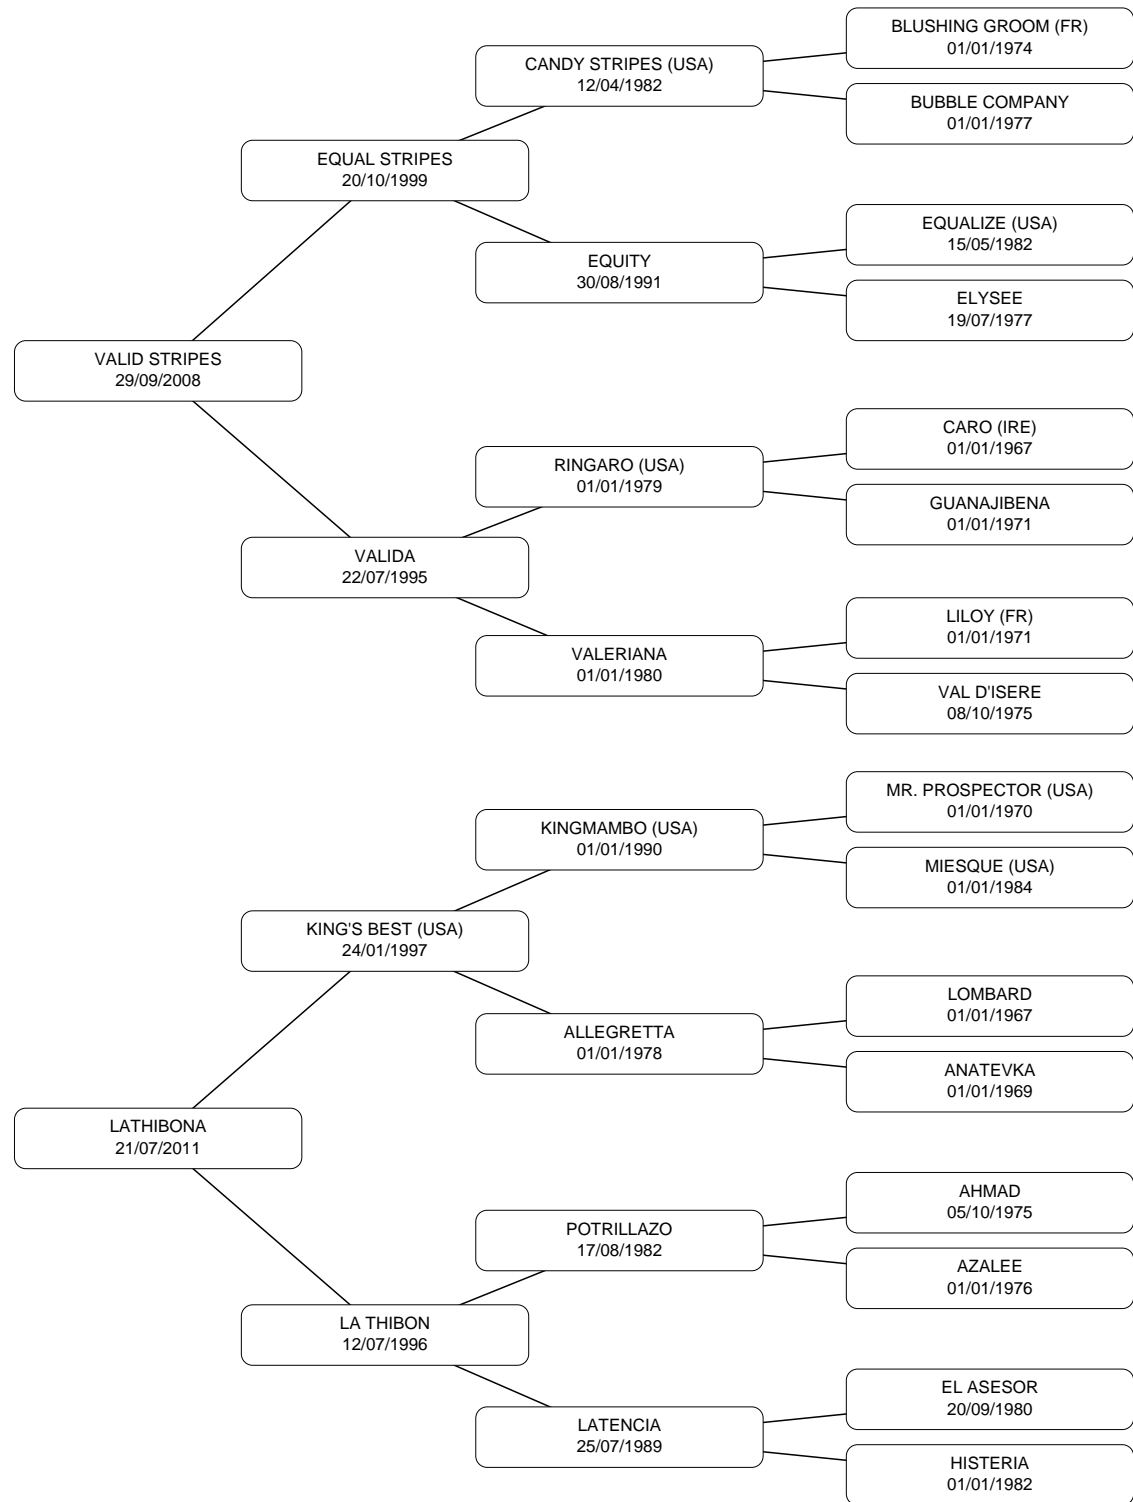 BLUSHING GROOM (FR)
01/01/1974
CANDY STRIPES (USA)
12/04/1982
BUBBLE COMPANY
01/01/1977
EQUAL STRIPES
20/10/1999
EQUALIZE (USA)
15/05/1982
EQUITY
30/08/1991
ELYSEE
19/07/1977
VALID STRIPES
29/09/2008
CARO (IRE)
01/01/1967
RINGARO (USA)
01/01/1979
GUANAJIBENA
01/01/1971
VALIDA
22/07/1995
LILOY (FR)
01/01/1971
VALERIANA
01/01/1980
VAL D'ISERE
08/10/1975
MR. PROSPECTOR (USA)
01/01/1970
KINGMAMBO (USA)
01/01/1990
MIESQUE (USA)
01/01/1984
KING'S BEST (USA)
24/01/1997
LOMBARD
01/01/1967
ALLEGRETTA
01/01/1978
ANATEVKA
01/01/1969
LATHIBONA
21/07/2011
AHMAD
05/10/1975
POTRILLAZO
17/08/1982
AZALEE
01/01/1976
LA THIBON
12/07/1996
EL ASESOR
20/09/1980
LATENCIA
25/07/1989
HISTERIA
01/01/1982